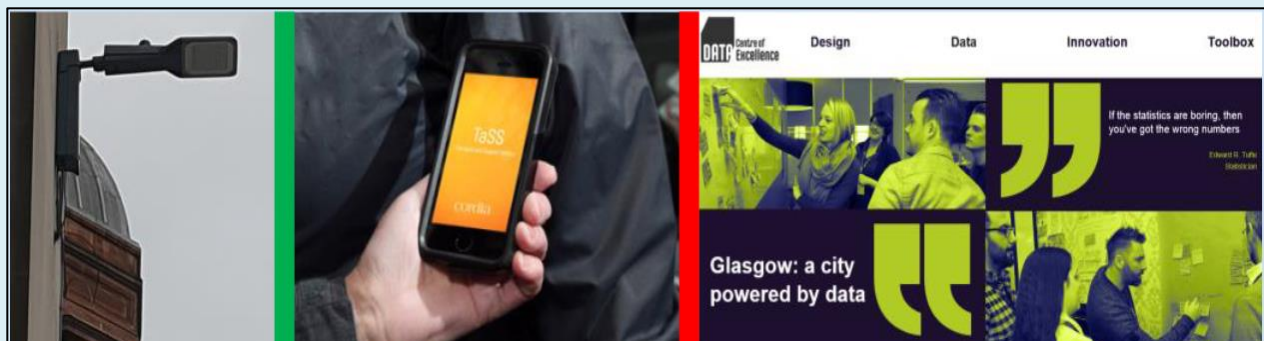 TaSS
cordia
DATA Centre of
Excellence
Design Data Innovation Toolbox
If the statistics are boring, then
you've got the wrong numbers
Edward R. Tufte
Statistician
Glasgow: a city
powered by data